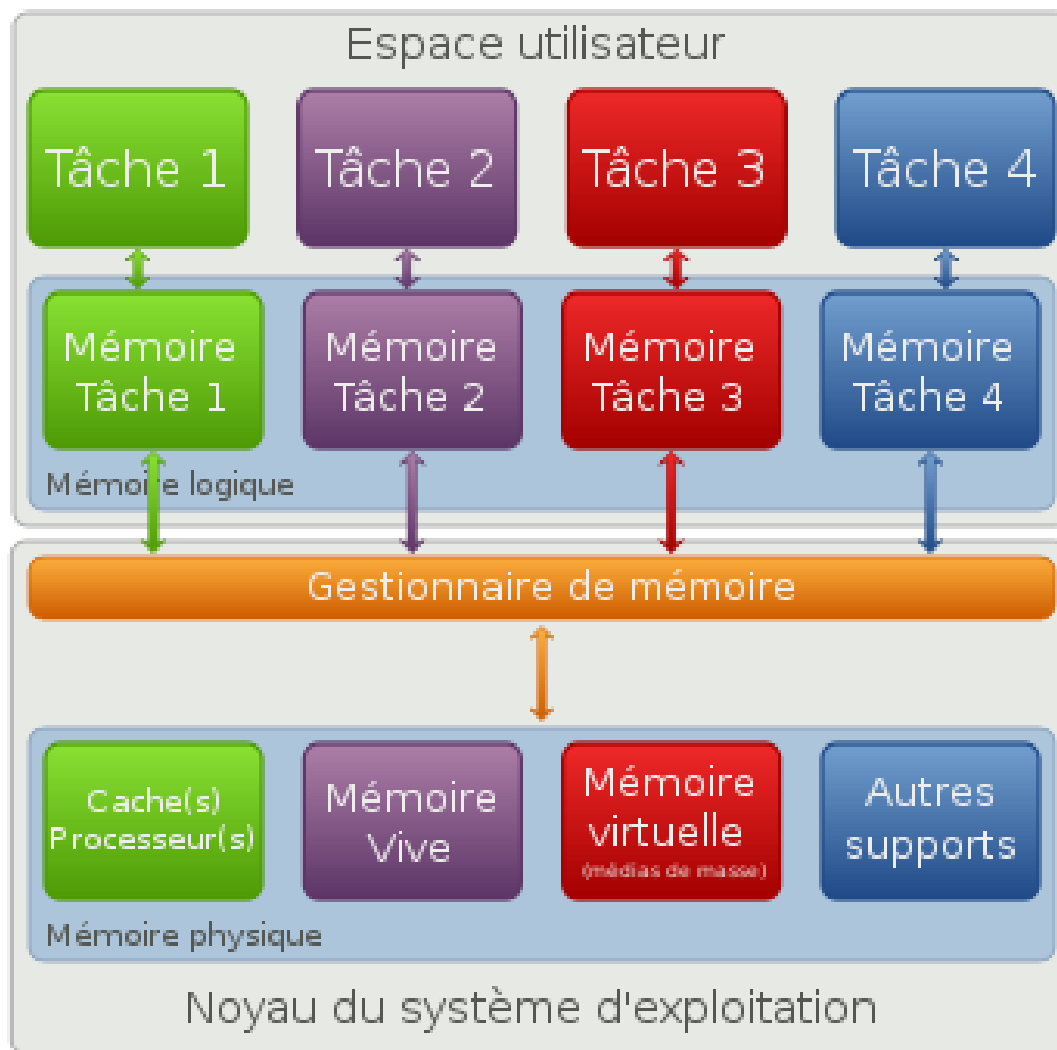 Espace utilisateur
Tâche 1
Tâche 2
Tâche 3
Tâche 4
Mémoire
Tâche 1
Mémoire
Tâche 2
Mémoire
Tâche 3
Mémoire
Tâche 4
Mémoire logique
Gestionnaire de mémoire
Cache(s)
Processeur(s)
Mémoire
Vive
Mémoire
virtuelle
(médias de masse)
Autres
supports
Mémoire physique
Noyau du système d'exploitation